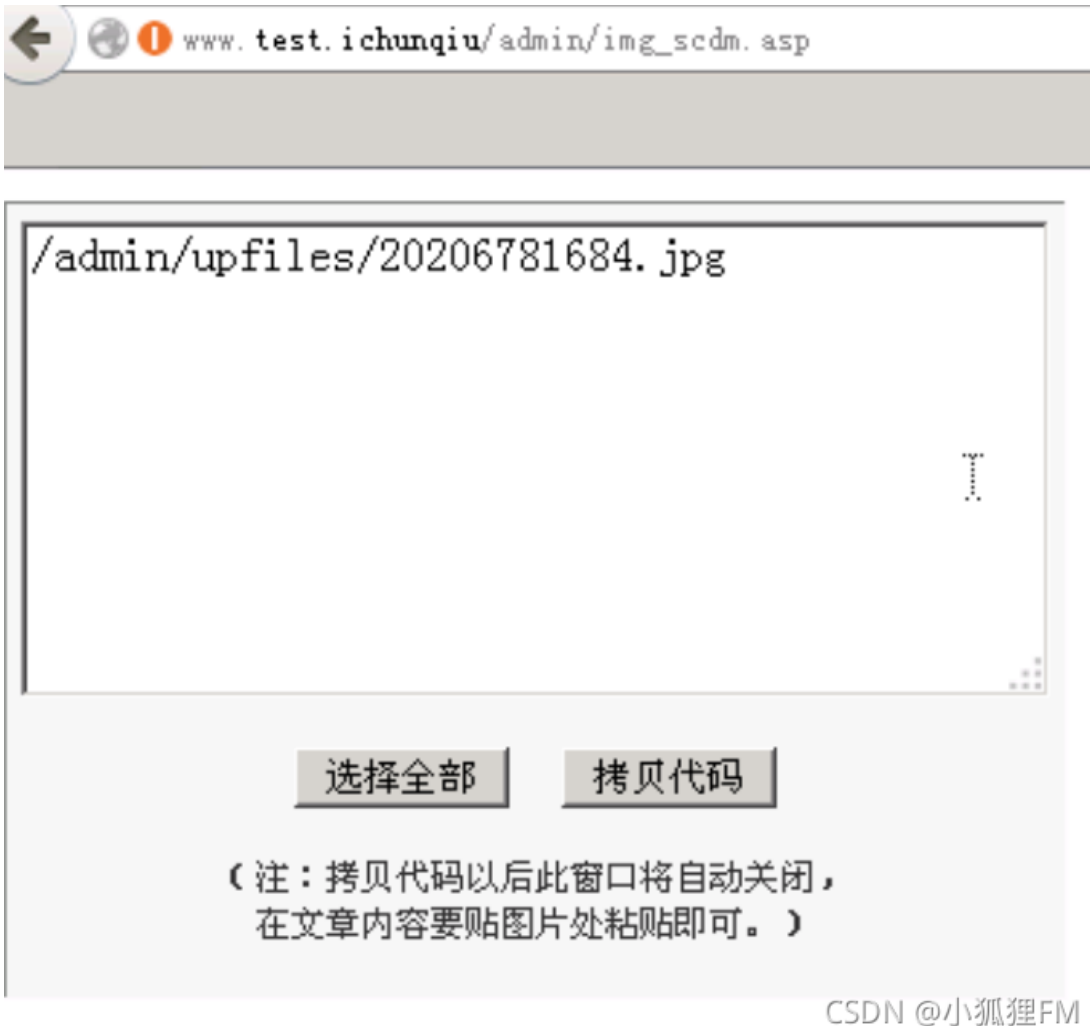 www.test.ichunqiu/admin/img_scdm.asp
/admin/upfiles/20206781684.jpg
选择全部 拷贝代码
(注：拷贝代码以后此窗口将自动关闭，
在文章内容要贴图片处粘贴即可。)
CSDN @小狐狸FM